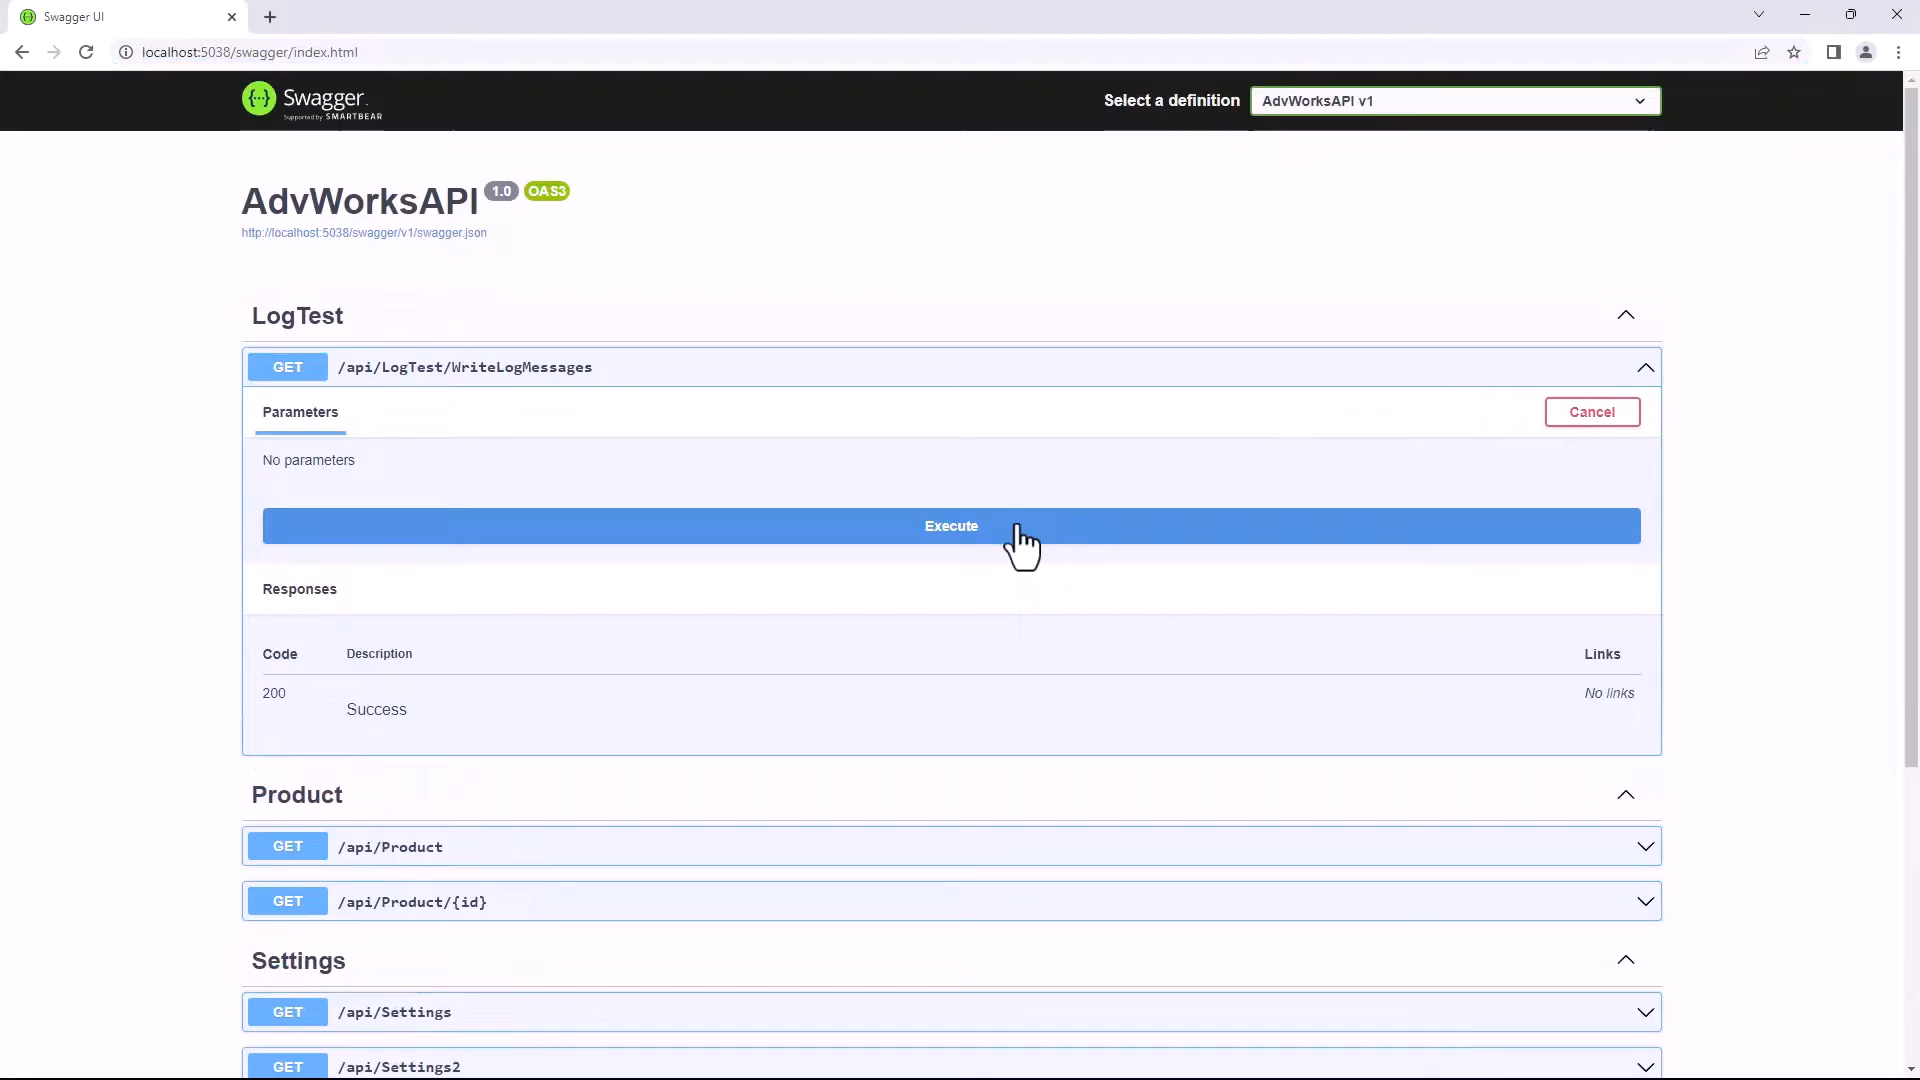 Swagger UI
localhost:5038/swagger/index.html
Swagger.
Supported by SMARTBEAR
Select a definition
AdvWorksAPI v1
AdvWorksAPI 1.0 OAS3
http://localhost:5038/swagger/v1/swagger.json
LogTest
GET /api/LogTest/WriteLogMessages
Parameters
Cancel
No parameters
Execute
Responses
Code Description Links
200 No links
Success
Product
GET /api/Product
GET /api/Product/{id}
Settings
GET /api/Settings
GET /api/Settings2